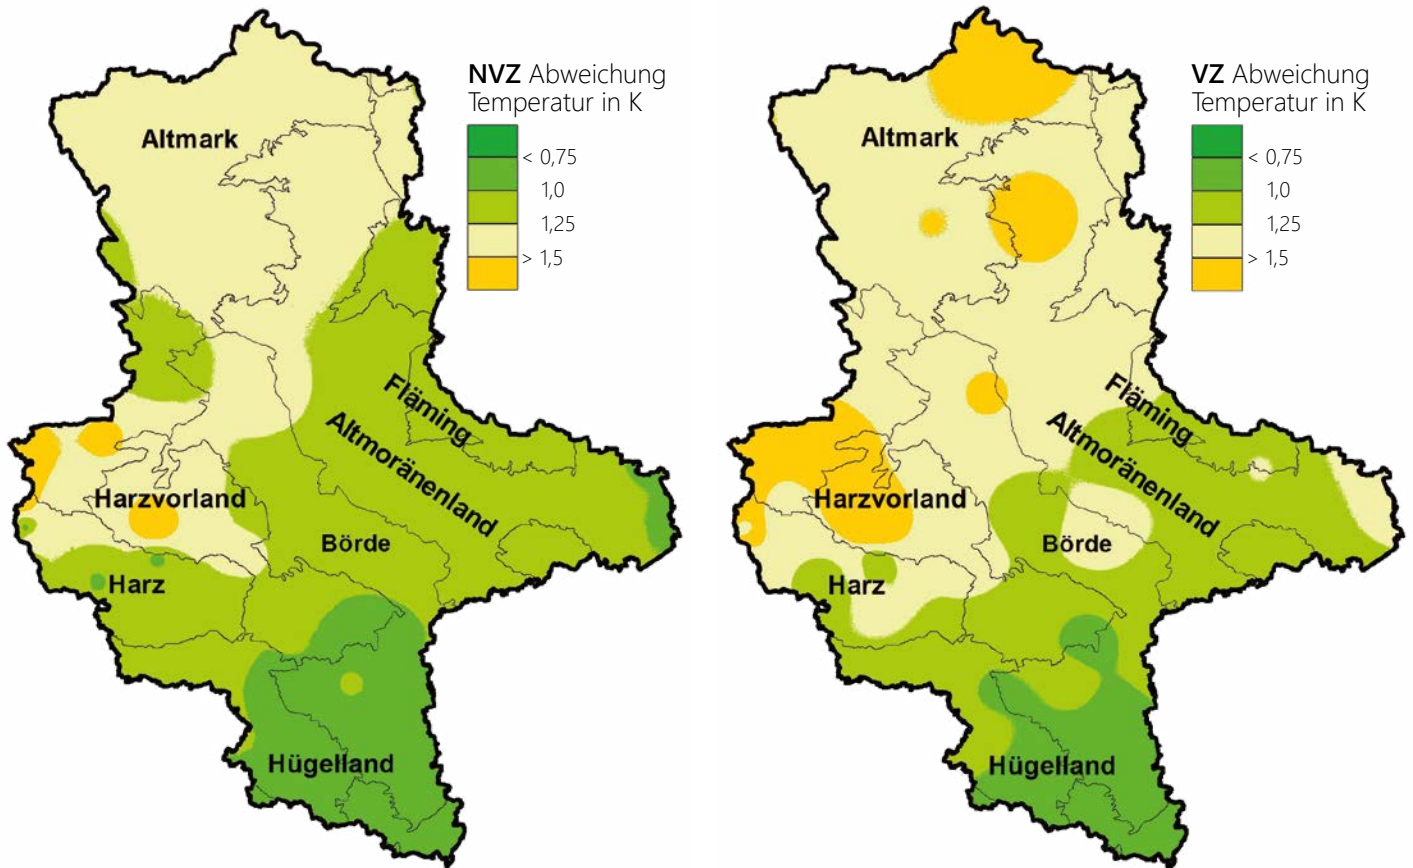 NVZ Abweichung
Temperatur in K
< 0,75
1,0
1,25
> 1,5
Altmark
Fläming
Altmoränenland
Harzvorland
Börde
Harz
Hügelland
VZ Abweichung
Temperatur in K
< 0,75
1,0
1,25
> 1,5
Altmark
Fläming
Altmoränenland
Harzvorland
Börde
Harz
Hügelland